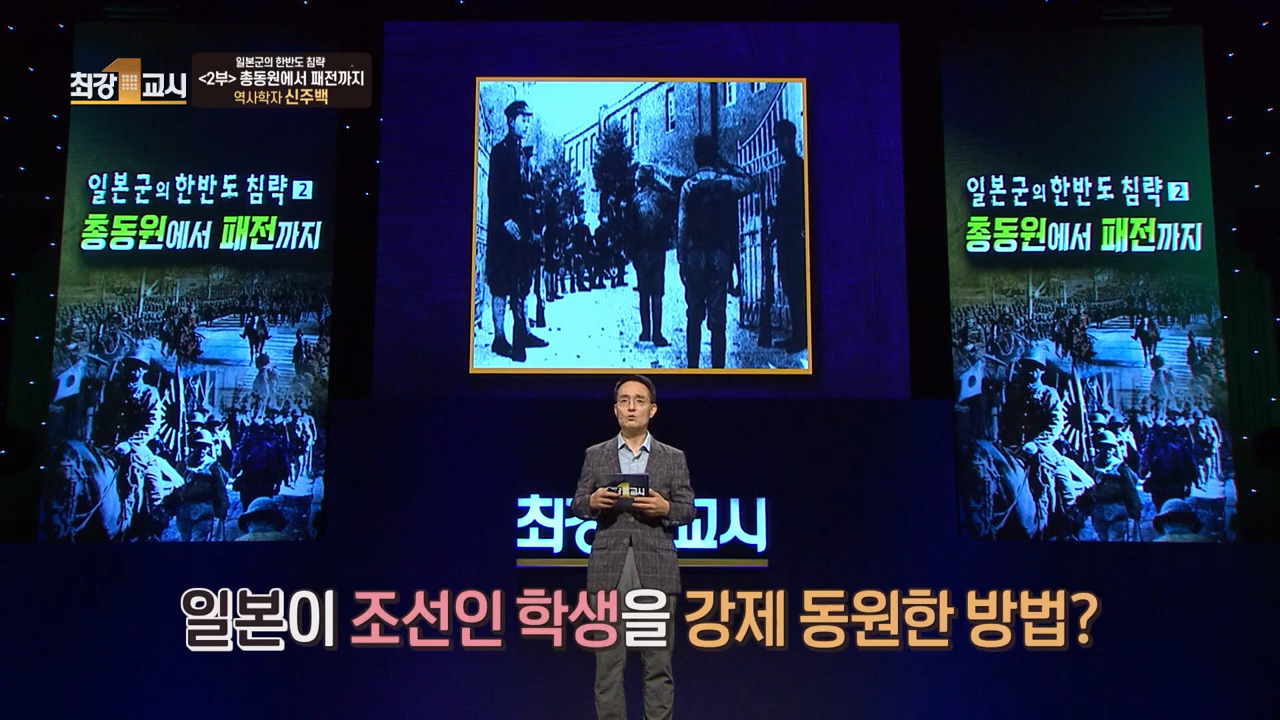 최강1교시
일본군의 한반도 침략
<2부> 총동원에서 패전까지
역사학자 신주백
일본군의 한반도 침략 2
총동원에서 패전까지
일본군의 한반도 침략 2
총동원에서 패전까지
1교시
최강 교시
일본이 조선인 학생을 강제 동원한 방법?